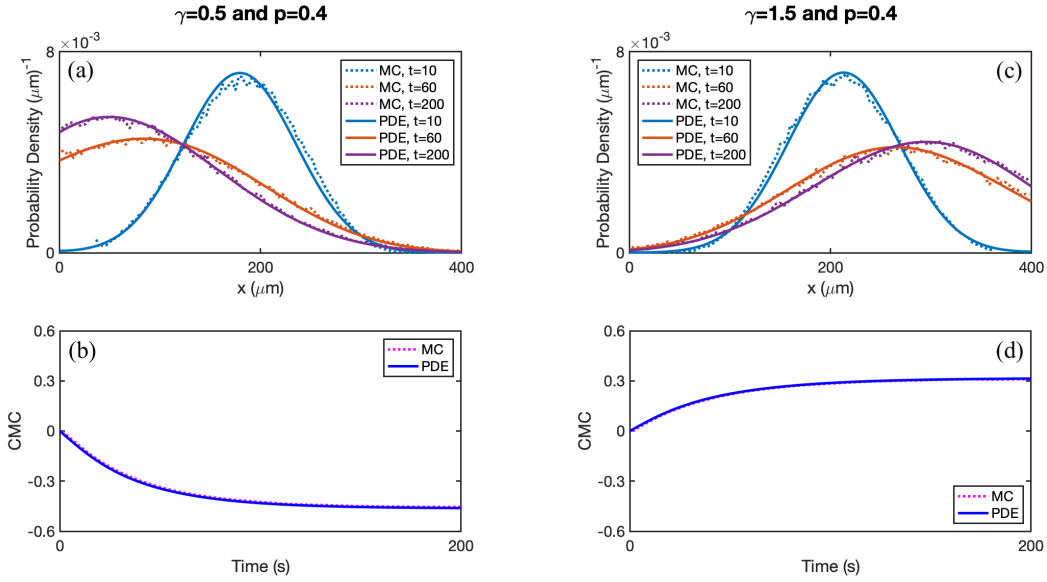 γ=0.5 and p=0.4
γ=1.5 and p=0.4
×10⁻³
8
(a)
MC, t=10
MC, t=60
MC, t=200
PDE, t=10
PDE, t=60
PDE, t=200
Probability Density (μm)⁻¹
0
0
200
400
x (μm)
×10⁻³
8
MC, t=10
MC, t=60
MC, t=200
PDE, t=10
PDE, t=60
PDE, t=200
(c)
Probability Density (μm)⁻¹
0
0
200
400
x (μm)
0.6
(b)
MC
PDE
0.3
CMC
0
-0.3
-0.6
0
200
Time (s)
0.6
(d)
0.3
CMC
0
-0.3
MC
PDE
-0.6
0
200
Time (s)